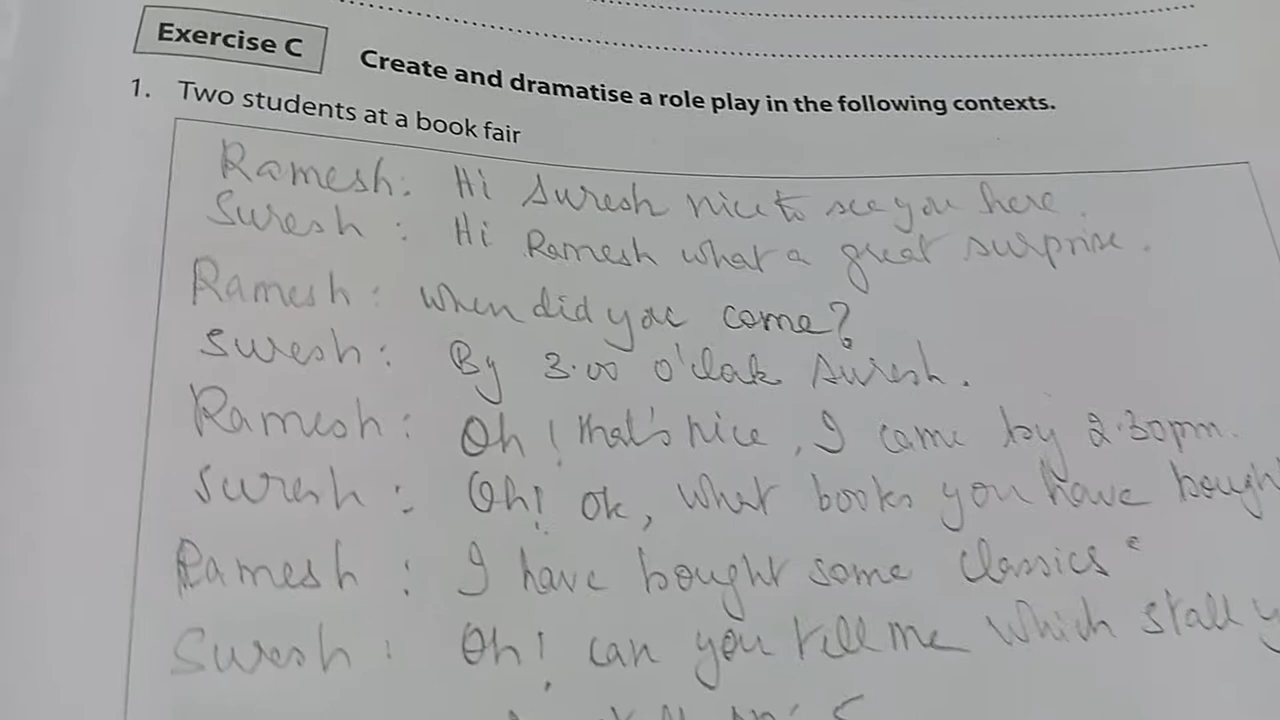 Exercise C Create and dramatise a role play in the following contexts.
1. Two students at a book fair
Ramesh: Hi Suresh nice to see you here.
Suresh : Hi Ramesh what a great surprise.
Ramesh : When did you come?
Suresh : By 3.00 o'clak Suresh.
Ramesh : Oh! that's nice, I came by 2.30pm.
Suresh : Oh! ok, what books you have bough
Ramesh : I have bought some classics
Suresh : Oh! can you tell me which stall y